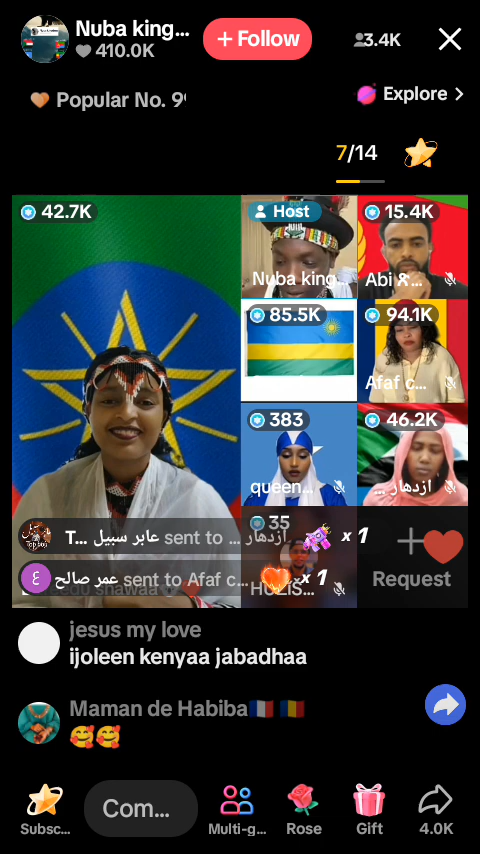 Nuba king...
410.0K
+ Follow
3.4K
Popular No. 9
Explore
7/14
42.7K
Host
Nuba king...
15.4K
Abi
85.5K
94.1K
Afaf c...
383
queen...
46.2K
ازدهار ...
35
T... عابر سبيل sent to ... ازدهار x 1
عمر صالح sent to Afaf c... x 1
Request
jesus my love
ijoleen kenyaa jabadhaa
Maman de Habiba🇫🇷🇷🇴
🥰🥰
Subsc...
Com...
Multi-g...
Rose
Gift
4.0K